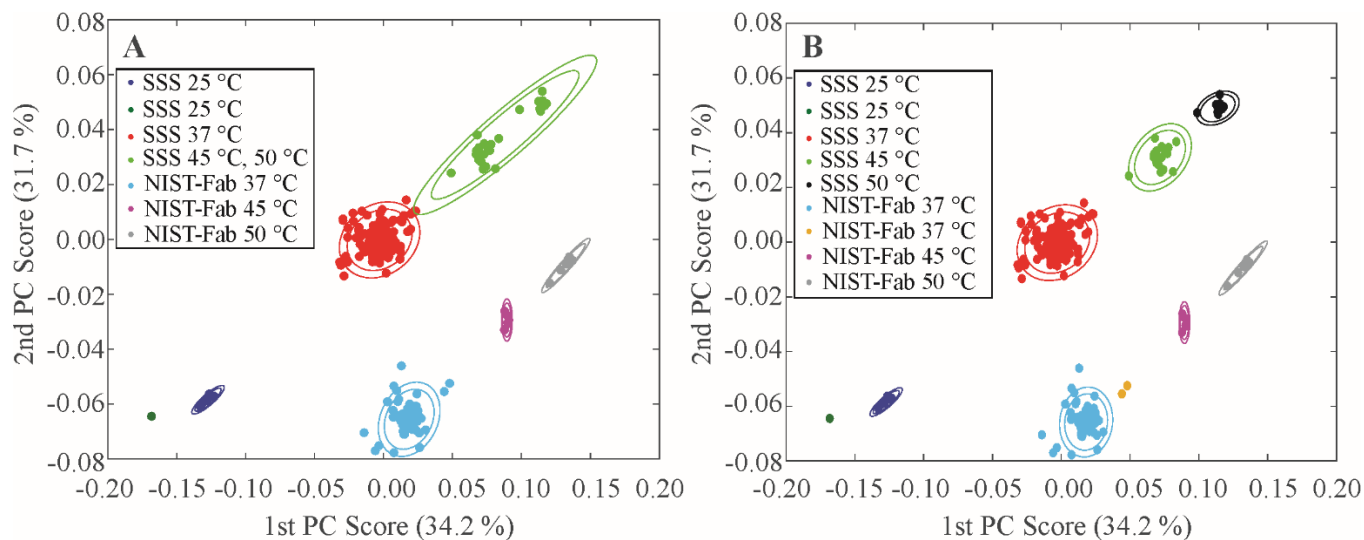 A
SSS 25 °C
SSS 25 °C
SSS 37 °C
SSS 45 °C, 50 °C
NIST-Fab 37 °C
NIST-Fab 45 °C
NIST-Fab 50 °C
0.08
0.06
0.04
0.02
0.00
-0.02
-0.04
-0.06
-0.08
2nd PC Score (31.7 %)
-0.20 -0.15 -0.10 -0.05 0.00 0.05 0.10 0.15 0.20
1st PC Score (34.2 %)
B
SSS 25 °C
SSS 25 °C
SSS 37 °C
SSS 45 °C
SSS 50 °C
NIST-Fab 37 °C
NIST-Fab 37 °C
NIST-Fab 45 °C
NIST-Fab 50 °C
0.08
0.06
0.04
0.02
0.00
-0.02
-0.04
-0.06
-0.08
2nd PC Score (31.7 %)
-0.20 -0.15 -0.10 -0.05 0.00 0.05 0.10 0.15 0.20
1st PC Score (34.2 %)